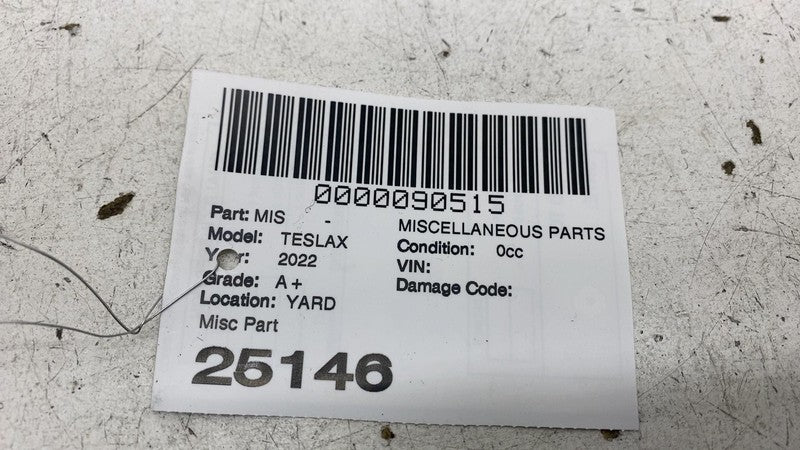 0000090515
Part: MIS - MISCELLANEOUS PARTS
Model: TESLAX Condition: 0cc
Year: 2022 VIN:
Grade: A+ Damage Code:
Location: YARD
Misc Part
25146